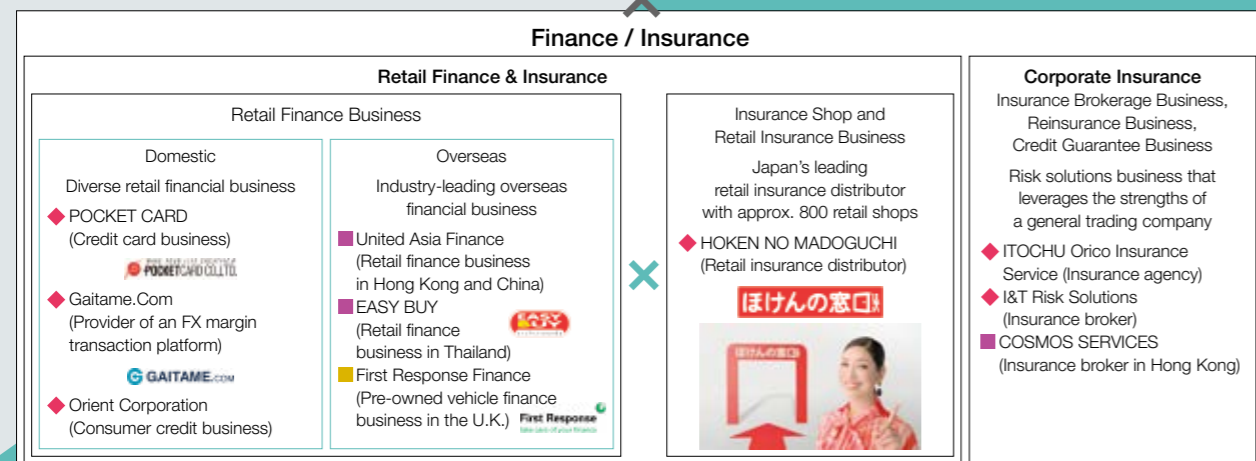 Finance / Insurance
Retail Finance & Insurance
Retail Finance Business
Domestic
Diverse retail financial business
POCKET CARD
(Credit card business)
POCKETCARD CO.,LTD.
Gaitame.Com
(Provider of an FX margin
transaction platform)
GAITAME.COM
Orient Corporation
(Consumer credit business)
Overseas
Industry-leading overseas
financial business
United Asia Finance
(Retail finance business
in Hong Kong and China)
EASY BUY
(Retail finance
business in Thailand)
EASY
BUY
First Response Finance
(Pre-owned vehicle finance
business in the U.K.)
First Response
×
Insurance Shop and
Retail Insurance Business
Japan's leading
retail insurance distributor
with approx. 800 retail shops
HOKEN NO MADOGUCHI
(Retail insurance distributor)
ほけんの窓口
ほけんの窓口
Corporate Insurance
Insurance Brokerage Business,
Reinsurance Business,
Credit Guarantee Business
Risk solutions business that
leverages the strengths of
a general trading company
ITOCHU Orico Insurance
Service (Insurance agency)
I&T Risk Solutions
(Insurance broker)
COSMOS SERVICES
(Insurance broker in Hong Kong)